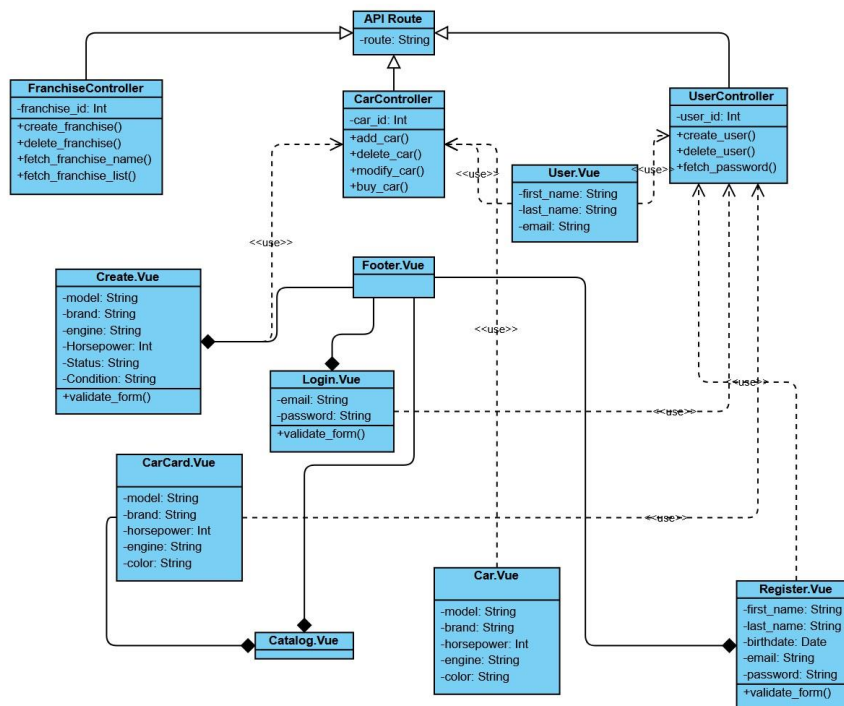 API Route
-route: String
FranchiseController
-franchise_id: Int
+create_franchise()
+delete_franchise()
+fetch_franchise_name()
+fetch_franchise_list()
CarController
-car_id: Int
+add_car()
+delete_car()
+modify_car()
+buy_car()
UserController
-user_id: Int
+create_user()
+delete_user()
+fetch_password()
<<use>>
<<use>>
User.Vue
-first_name: String
-last_name: String
-email: String
<<use>>
Create.Vue
-model: String
-brand: String
-engine: String
-Horsepower: Int
-Status: String
-Condition: String
+validate_form()
Footer.Vue
<<use>>
Login.Vue
-email: String
-password: String
+validate_form()
<<use>>
<<use>>
CarCard.Vue
-model: String
-brand: String
-horsepower: Int
-engine: String
-color: String
<<use>>
Catalog.Vue
Car.Vue
-model: String
-brand: String
-horsepower: Int
-engine: String
-color: String
Register.Vue
-first_name: String
-last_name: String
-birthdate: Date
-email: String
-password: String
+validate_form()